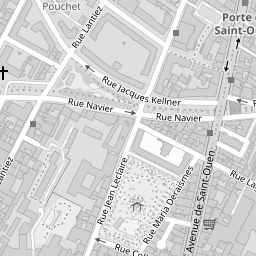 Pouchet
Rue Lantiez
Porte
Saint-O
Rue Jacques Kellner
Rue Navier
Rue Navier
Lantiez
Rue Jean Leclaire
Rue Maria Deraismes
Avenue de Saint-Ouen
Rue La
Rue Coll